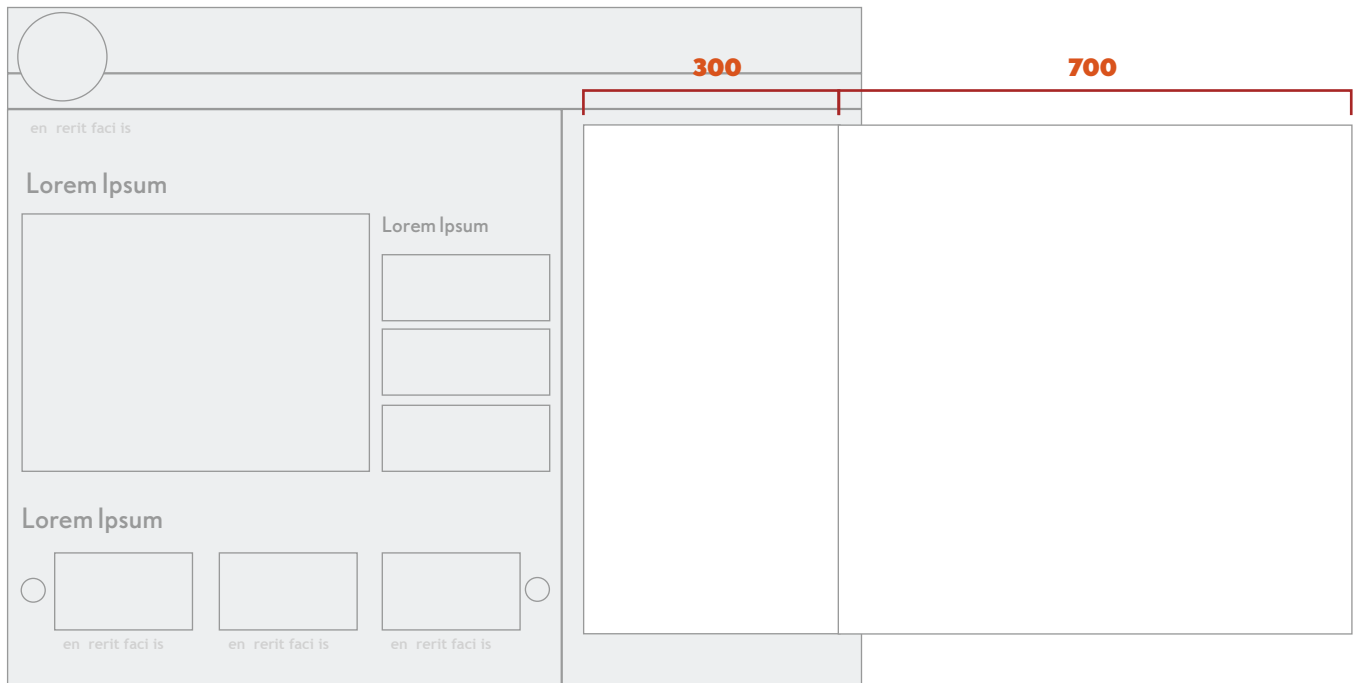 300
700
en rerit faci is
Lorem Ipsum
Lorem Ipsum
Lorem Ipsum
en rerit faci is
en rerit faci is
en rerit faci is